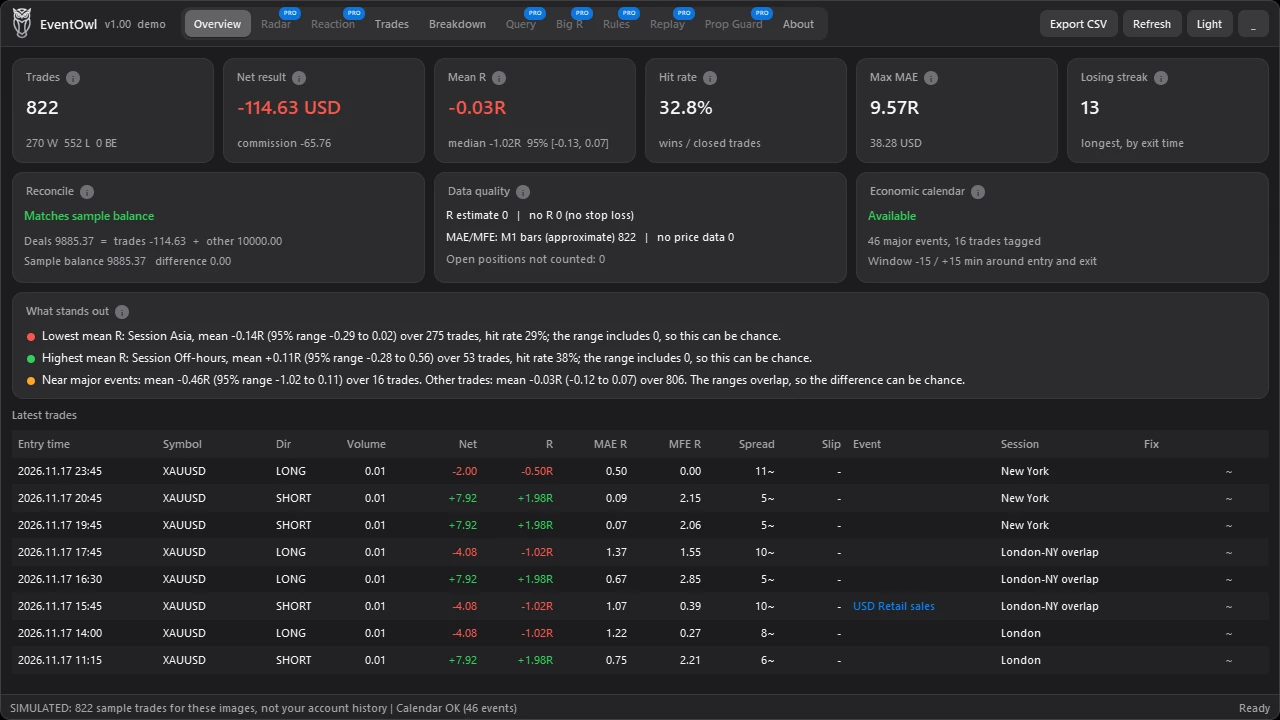 EventOwl v1.00 demo Overview Radar PRO Reaction PRO Trades Breakdown Query PRO Big R PRO Rules PRO Replay PRO Prop Guard PRO About Export CSV Refresh Light _
Trades i Net result i Mean R i Hit rate i Max MAE i Losing streak i
822 -114.63 USD -0.03R 32.8% 9.57R 13
270 W 552 L 0 BE commission -65.76 median -1.02R 95% [-0.13, 0.07] wins / closed trades 38.28 USD longest, by exit time
Reconcile i
Matches sample balance
Deals 9885.37 = trades -114.63 + other 10000.00
Sample balance 9885.37 difference 0.00
Data quality i
R estimate 0 | no R 0 (no stop loss)
MAE/MFE: M1 bars (approximate) 822 | no price data 0
Open positions not counted: 0
Economic calendar i
Available
46 major events, 16 trades tagged
Window -15 / +15 min around entry and exit
What stands out i
Lowest mean R: Session Asia, mean -0.14R (95% range -0.29 to 0.02) over 275 trades, hit rate 29%; the range includes 0, so this can be chance.
Highest mean R: Session Off-hours, mean +0.11R (95% range -0.28 to 0.56) over 53 trades, hit rate 38%; the range includes 0, so this can be chance.
Near major events: mean -0.46R (95% range -1.02 to 0.11) over 16 trades. Other trades: mean -0.03R (-0.12 to 0.07) over 806. The ranges overlap, so the difference can be chance.
Latest trades
Entry time Symbol Dir Volume Net R MAE R MFE R Spread Slip Event Session Fix
2026.11.17 23:45 XAUUSD LONG 0.01 -2.00 -0.50R 0.50 0.00 11~ - New York ~
2026.11.17 20:45 XAUUSD SHORT 0.01 +7.92 +1.98R 0.09 2.15 5~ - New York ~
2026.11.17 19:45 XAUUSD SHORT 0.01 +7.92 +1.98R 0.07 2.06 5~ - New York ~
2026.11.17 17:45 XAUUSD LONG 0.01 -4.08 -1.02R 1.37 1.55 10~ - London-NY overlap ~
2026.11.17 16:30 XAUUSD LONG 0.01 +7.92 +1.98R 0.67 2.85 5~ - London-NY overlap ~
2026.11.17 15:45 XAUUSD SHORT 0.01 -4.08 -1.02R 1.07 0.39 10~ - USD Retail sales London-NY overlap ~
2026.11.17 14:00 XAUUSD LONG 0.01 -4.08 -1.02R 1.22 0.27 8~ - London ~
2026.11.17 11:15 XAUUSD SHORT 0.01 +7.92 +1.98R 0.75 2.21 6~ - London ~
SIMULATED: 822 sample trades for these images, not your account history | Calendar OK (46 events) Ready